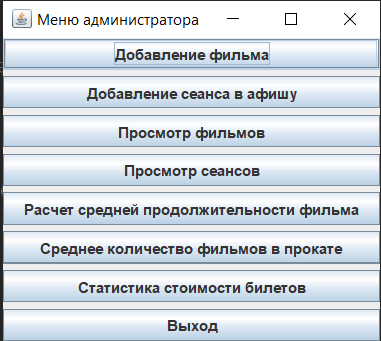 Меню администратора
Добавление фильма
Добавление сеанса в афишу
Просмотр фильмов
Просмотр сеансов
Расчет средней продолжительности фильма
Среднее количество фильмов в прокате
Статистика стоимости билетов
Выход